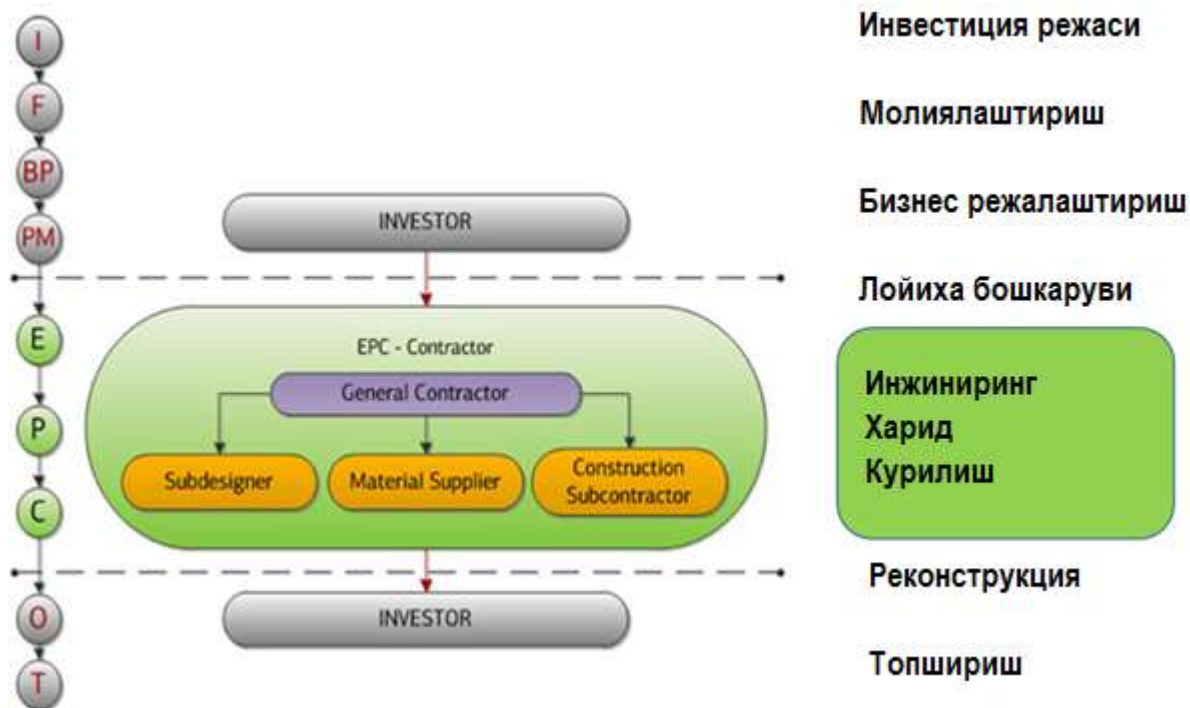 I
F
BP
PM
E
P
C
O
T
INVESTOR
EPC - Contractor
General Contractor
Subdesigner
Material Supplier
Construction
Subcontractor
INVESTOR
Инвестиция режаси
Молиялаштириш
Бизнес режалаштириш
Лойиха бошкаруви
Инжиниринг
Харид
Курилиш
Реконструкция
Топшириш